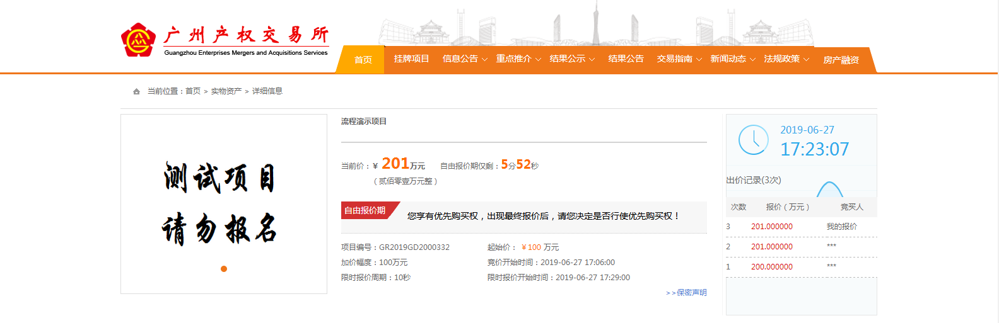 广州产权交易所
Guangzhou Enterprises Mergers and Acquisitions Services
首页 挂牌项目 信息公告 重点推介 结果公示 结果公告 交易指南 新闻动态 法规政策 房产融资
当前位置：首页 > 实物资产 > 详细信息
测试项目
请勿报名
流程演示项目
当前价：￥ 201万元 自由报价期仅剩：5分52秒
（贰佰零壹万元整）
自由报价期 您享有优先购买权，出现最终报价后，请您决定是否行使优先购买权！
项目编号：GR2019GD2000332 起始价：￥100 万元
加价幅度：100万元 竞价开始时间：2019-06-27 17:06:00
限时报价周期：10秒 限时报价开始时间：2019-06-27 17:29:00
>>保密声明
2019-06-27
17:23:07
出价记录(3次)
次数 报价（万元） 竞买人
3 201.000000 我的报价
2 201.000000 ***
1 200.000000 ***